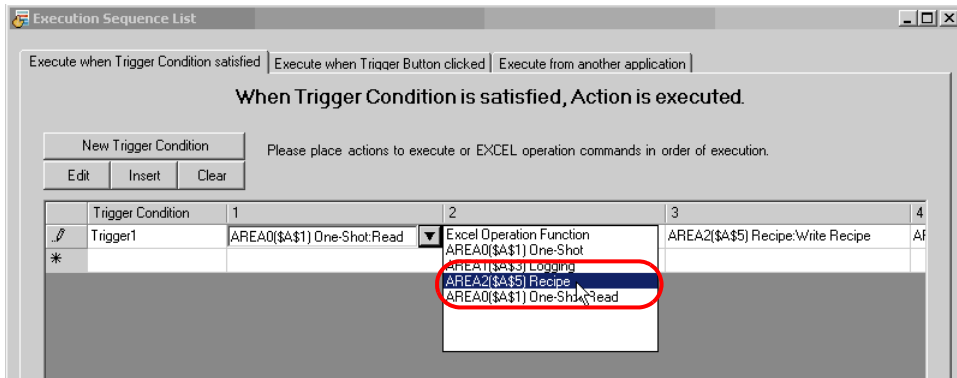 Execution Sequence List
Execute when Trigger Condition satisfied Execute when Trigger Button clicked Execute from another application
When Trigger Condition is satisfied, Action is executed.
New Trigger Condition
Please place actions to execute or EXCEL operation commands in order of execution.
Edit Insert Clear
Trigger Condition 1 2 3 4
Trigger1 AREA0($A$1) One-Shot:Read Excel Operation Function AREA2($A$5) Recipe:Write Recipe
AREA0($A$1) One-Shot
AREA1($A$3) Logging
AREA2($A$5) Recipe
AREA0($A$1) One-Shot:Read